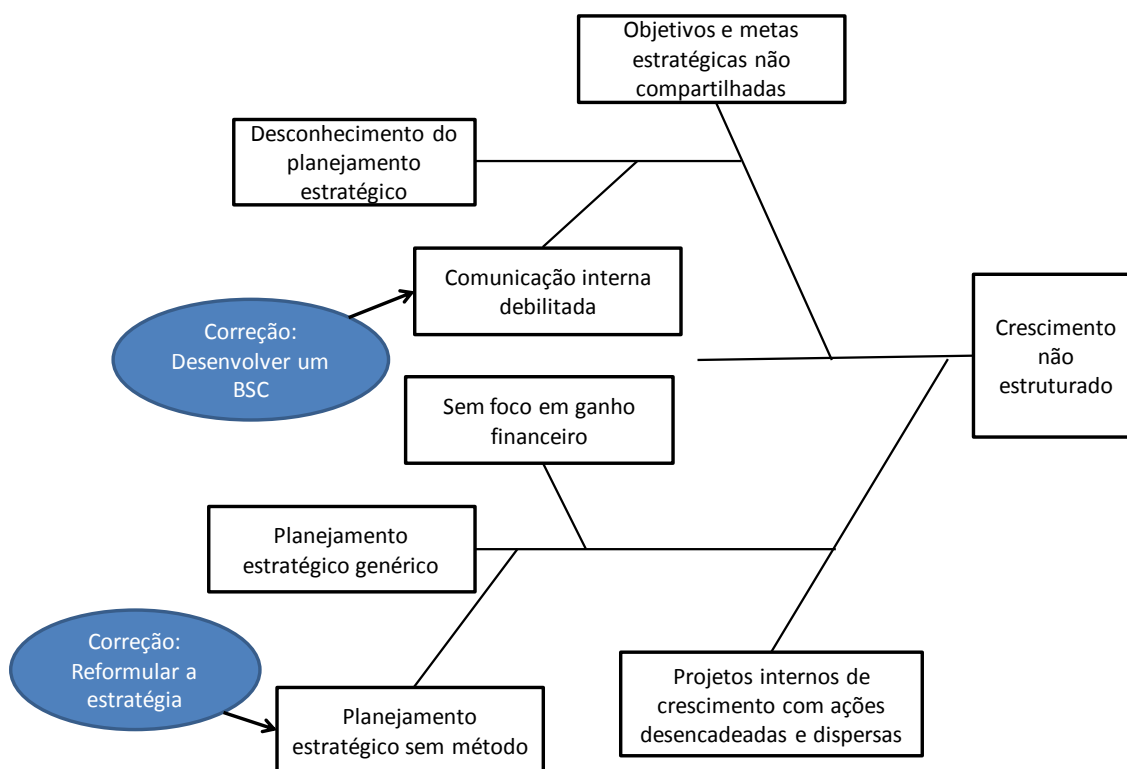 Objetivos e metas
estratégicas não
compartilhadas
Desconhecimento do
planejamento
estratégico
Comunicação interna
debilitada
Correção:
Desenvolver um
BSC
Crescimento
não
estruturado
Sem foco em ganho
financeiro
Planejamento
estratégico genérico
Correção:
Reformular a
estratégia
Planejamento
estratégico sem método
Projetos internos de
crescimento com ações
desencadeadas e dispersas